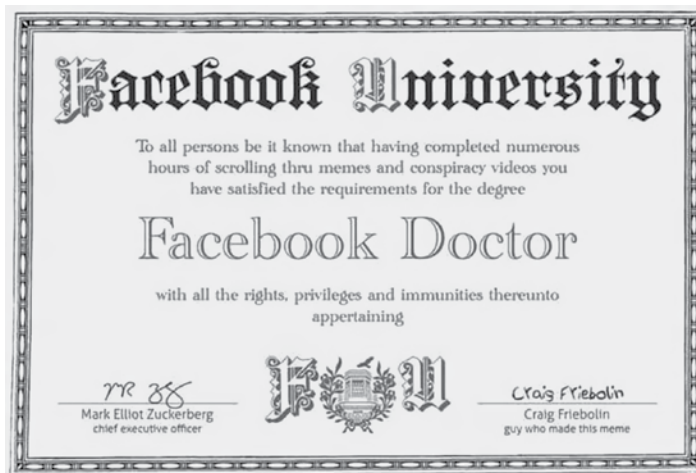 Facebook University
To all persons be it known that having completed numerous
hours of scrolling thru memes and conspiracy videos you
have satisfied the requirements for the degree
Facebook Doctor
with all the rights, privileges and immunities thereunto
appertaining
F U
Craig Friebolin
Mark Elliot Zuckerberg
chief executive officer
Craig Friebolin
guy who made this meme